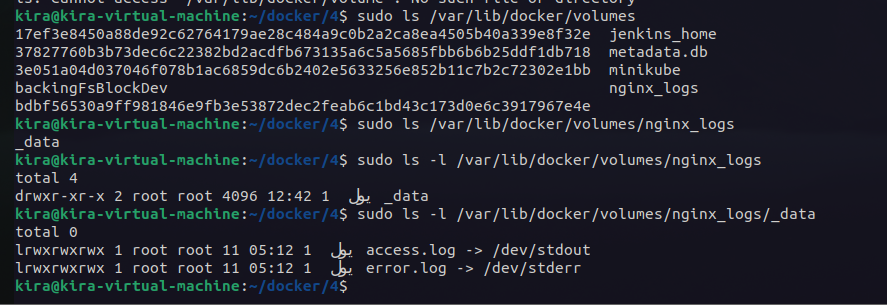 ls: cannot access '/var/lib/docker/volume': No such file or directory
kira@kira-virtual-machine:~/docker/4$ sudo ls /var/lib/docker/volumes
17ef3e8450a88de92c62764179ae28c484a9c0b2a2ca8ea4505b40a339e8f32e  jenkins_home
37827760b3b73dec6c22382bd2acdfb673135a6c5a5685fbb6b6b25ddf1db718  metadata.db
3e051a04d037046f078b1ac6859dc6b2402e5633256e852b11c7b2c72302e1bb  minikube
backingFsBlockDev  nginx_logs
bdbf56530a9ff981846e9fb3e53872dec2feab6c1bd43c173d0e6c3917967e4e
kira@kira-virtual-machine:~/docker/4$ sudo ls /var/lib/docker/volumes/nginx_logs
_data
kira@kira-virtual-machine:~/docker/4$ sudo ls -l /var/lib/docker/volumes/nginx_logs
total 4
drwxr-xr-x 2 root root 4096 12:42 1  يول _data
kira@kira-virtual-machine:~/docker/4$ sudo ls -l /var/lib/docker/volumes/nginx_logs/_data
total 0
lrwxrwxrwx 1 root root 11 05:12 1  يول access.log -> /dev/stdout
lrwxrwxrwx 1 root root 11 05:12 1  يول error.log -> /dev/stderr
kira@kira-virtual-machine:~/docker/4$